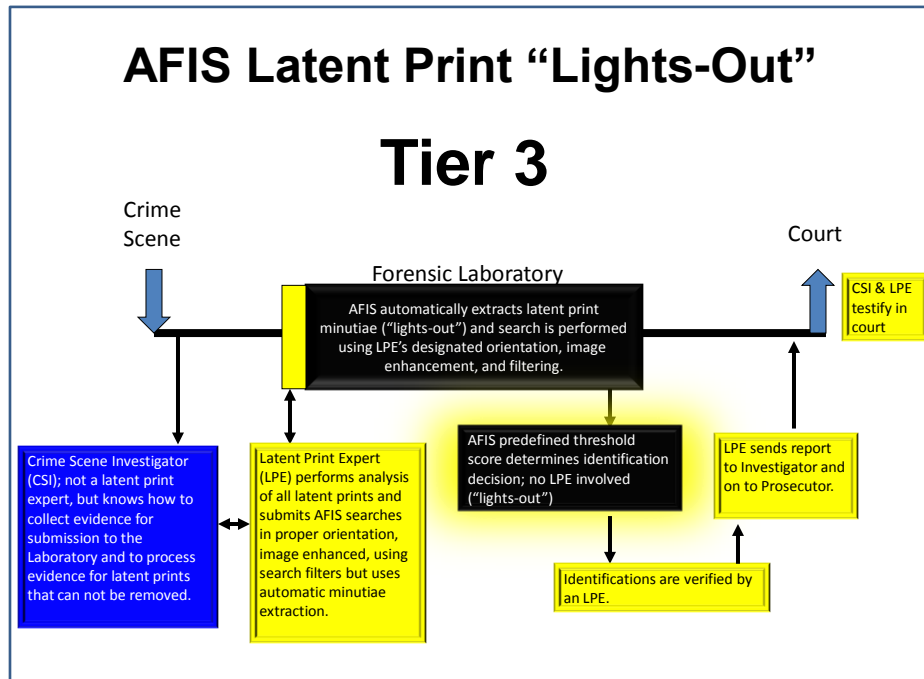 AFIS Latent Print “Lights-Out”
Tier 3
Crime
Scene
Court
Forensic Laboratory
AFIS automatically extracts latent print
minutiae (“lights-out”) and search is performed
using LPE’s designated orientation, image
enhancement, and filtering.
CSI & LPE
testify in
court
Crime Scene Investigator
(CSI); not a latent print
expert, but knows how to
collect evidence for
submission to the
Laboratory and to process
evidence for latent prints
that can not be removed.
Latent Print Expert
(LPE) performs analysis
of all latent prints and
submits AFIS searches
in proper orientation,
image enhanced, using
search filters but uses
automatic minutiae
extraction.
AFIS predefined threshold
score determines identification
decision; no LPE involved
(“lights-out”)
Identifications are verified by
an LPE.
LPE sends report
to Investigator and
on to Prosecutor.